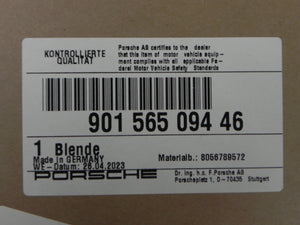 KONTROLLIERTE
QUALITÄT
Porsche AG certifies to the dealer
that this item of motor vehicle equip-
ment complies with all applicable Fe-
deral Motor Vehicle Safety Standards
901 565 094 46
1 Blende
Made in GERMANY
WE - Datum: 26.04.2023
Materialb.: 8056789572
PORSCHE
Dr. Ing. h.c. F.Porsche AG
Porscheplatz 1, D - 70435 Stuttgart